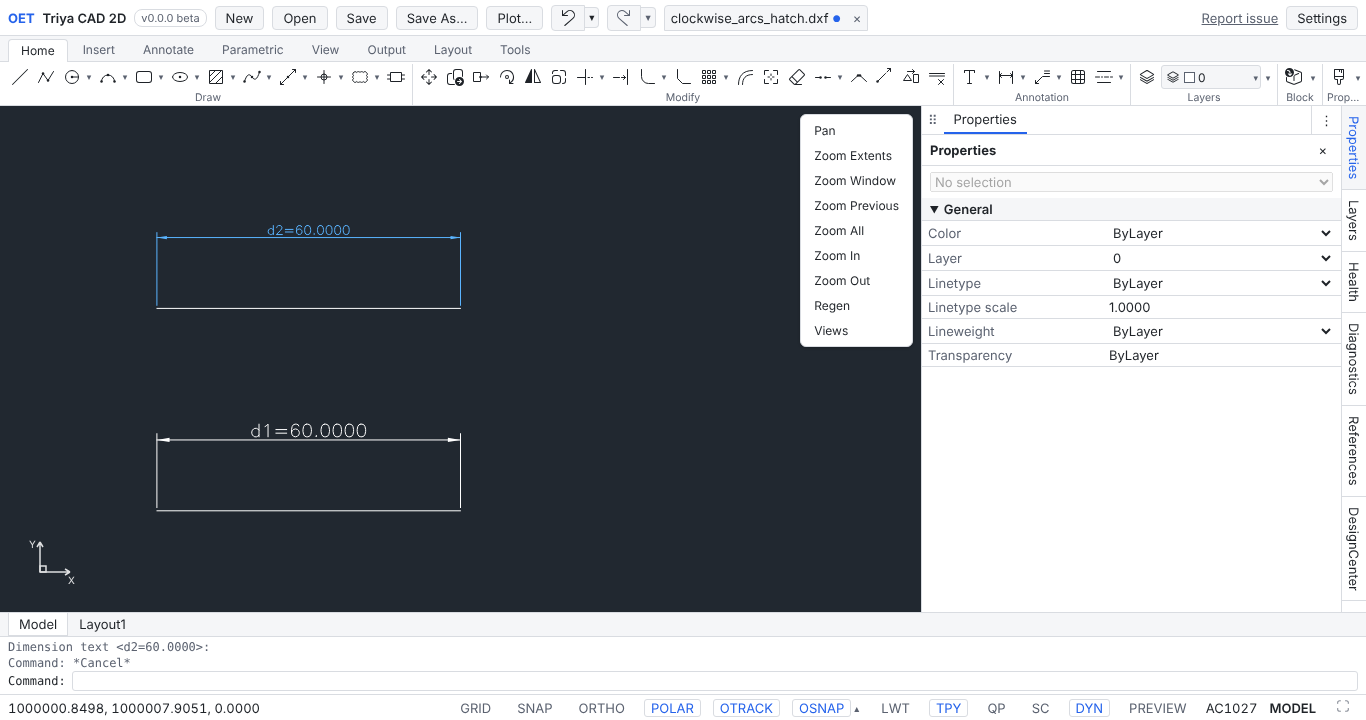 OET Triya CAD 2D v0.0.0 beta New Open Save Save As... Plot... clockwise_arcs_hatch.dxf × Report issue Settings
Home Insert Annotate Parametric View Output Layout Tools
0
Draw Modify Annotation Layers Block Prop...
Pan
Zoom Extents
Zoom Window
Zoom Previous
Zoom All
Zoom In
Zoom Out
Regen
Views
d2=60.0000
d1=60.0000
Y
X
Properties
Properties ×
No selection
General
Color ByLayer
Layer 0
Linetype ByLayer
Linetype scale 1.0000
Lineweight ByLayer
Transparency ByLayer
Properties
Layers
Health
Diagnostics
References
DesignCenter
Model Layout1
Dimension text <d2=60.0000>:
Command: *Cancel*
Command:
1000000.8498, 1000007.9051, 0.0000 GRID SNAP ORTHO POLAR OTRACK OSNAP LWT TPY QP SC DYN PREVIEW AC1027 MODEL